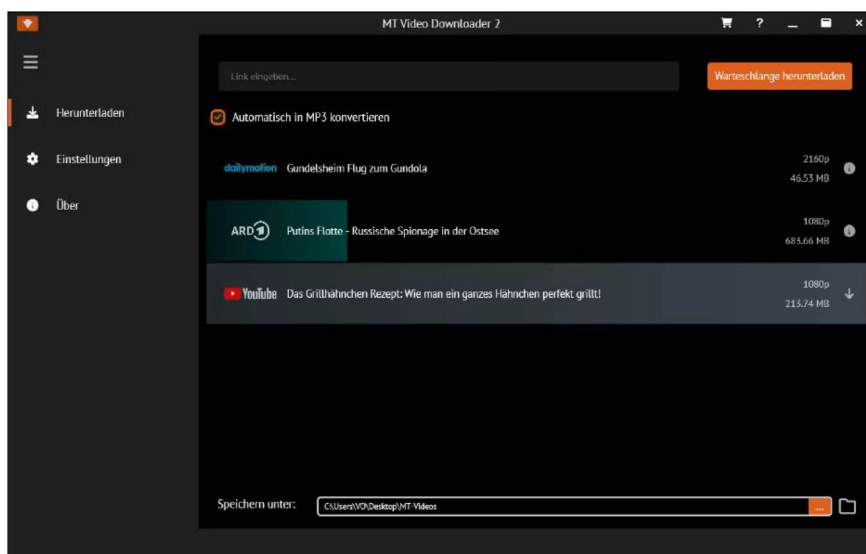 MT Video Downloader 2
?
Link eingeben...
Warteschlange herunterladen
Herunterladen
Automatisch in MP3 konvertieren
Einstellungen
dailymotion Gundelsheim Flug zum Gundola 2160p
46.53 MB
Über
ARD 1 Putins Flotte - Russische Spionage in der Ostsee 1080p
683.66 MB
YouTube Das Grillhähnchen Rezept: Wie man ein ganzes Hähnchen perfekt grillt! 1080p
213.74 MB
Speichern unter: C:\Users\VO\Desktop\MT-Videos ...